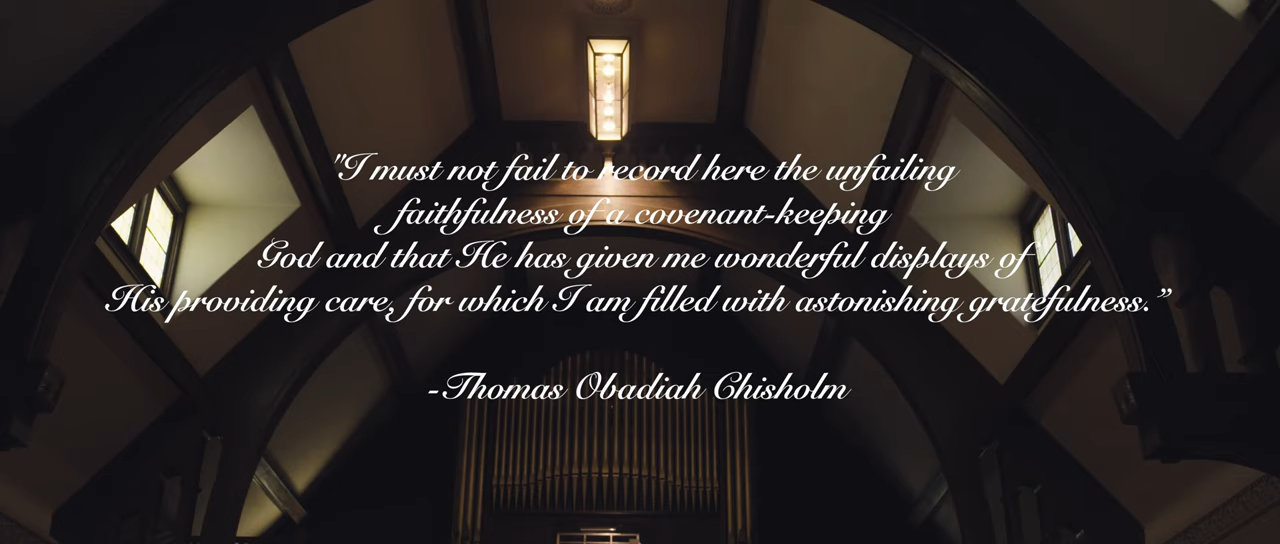 "I must not fail to record here the unfailing
faithfulness of a covenant-keeping
God and that He has given me wonderful displays of
His providing care, for which I am filled with astonishing gratefulness.”
-Thomas Obadiah Chisholm